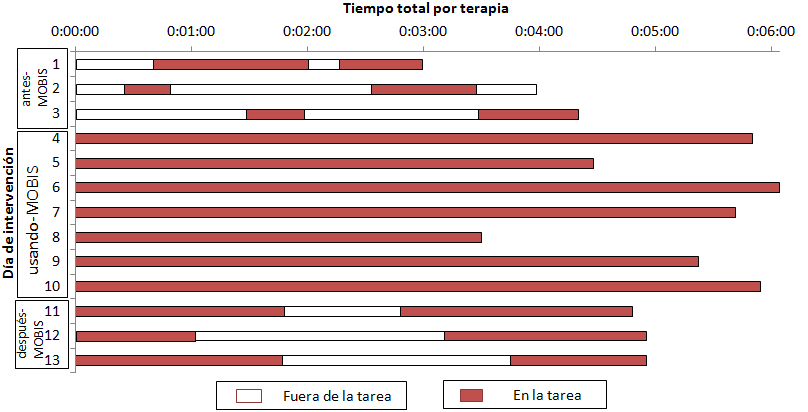 Tiempo total por terapia
0:00:00 0:01:00 0:02:00 0:03:00 0:04:00 0:05:00 0:06:00
Día de intervención
antes-
MOBIS
1
2
3
usando-MOBIS
4
5
6
7
8
9
10
después-
MOBIS
11
12
13
Fuera de la tarea
En la tarea